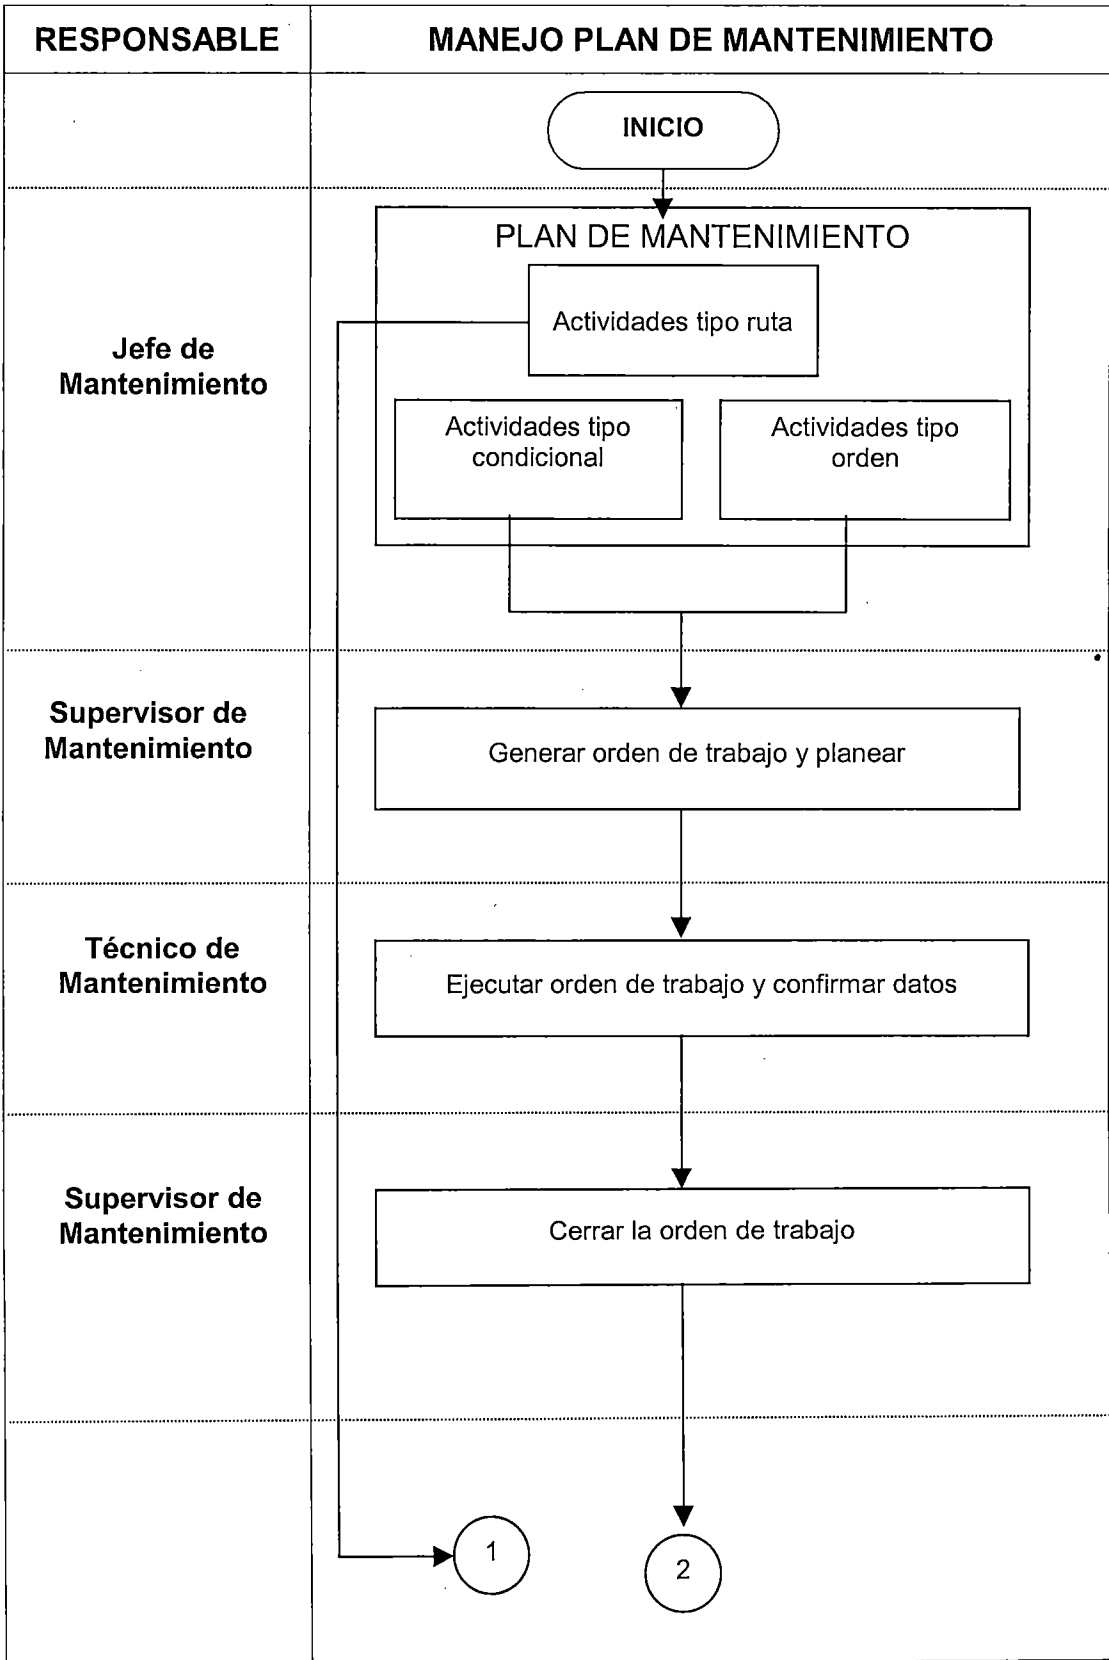 RESPONSABLE
MANEJO PLAN DE MANTENIMIENTO
INICIO
PLAN DE MANTENIMIENTO
Actividades tipo ruta
Jefe de
Mantenimiento
Actividades tipo
condicional
Actividades tipo
orden
Supervisor de
Mantenimiento
Generar orden de trabajo y planear
Técnico de
Mantenimiento
Ejecutar orden de trabajo y confirmar datos
Supervisor de
Mantenimiento
Cerrar la orden de trabajo
1
2